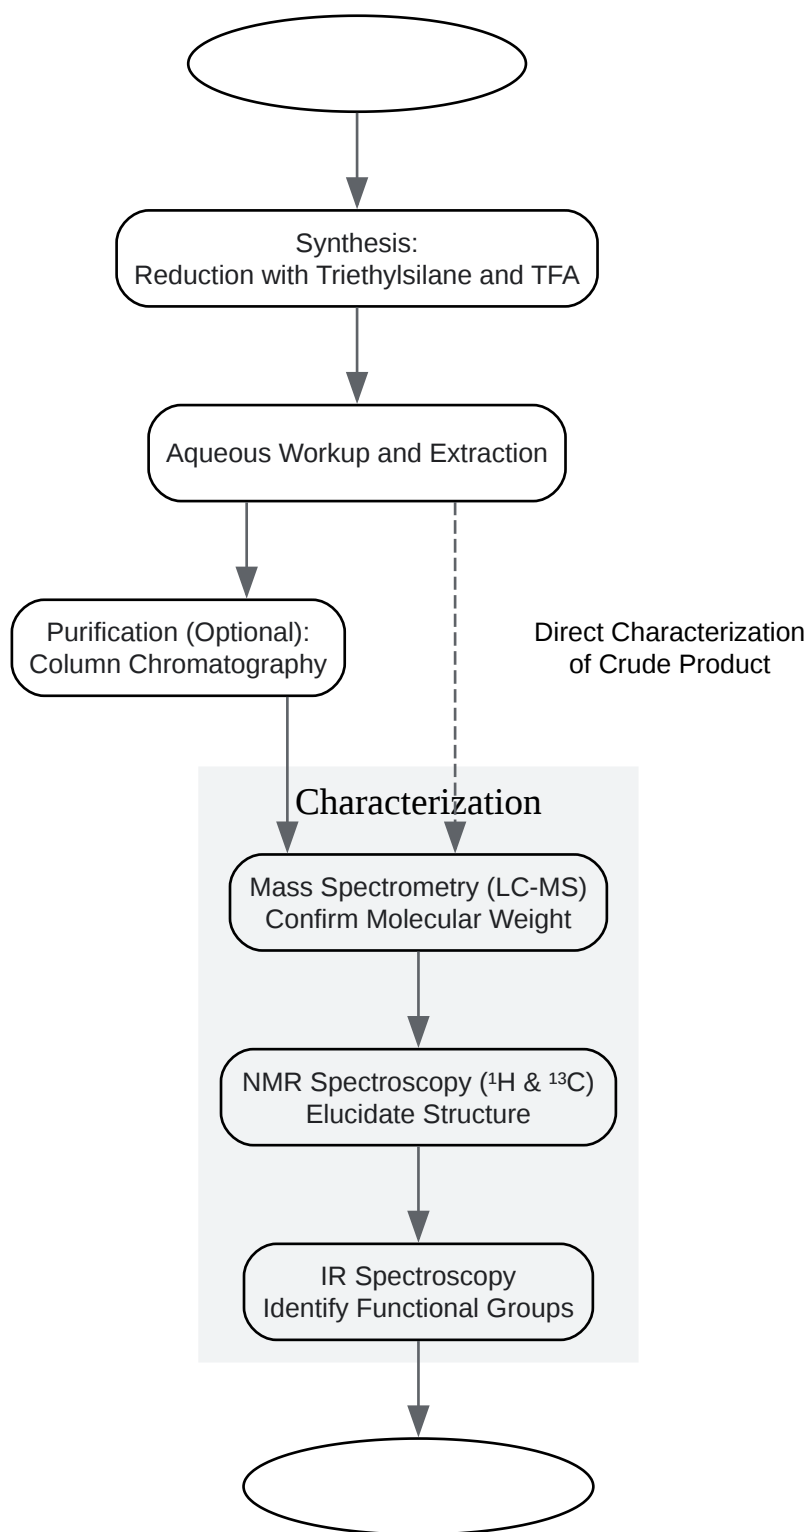 Synthesis:
Reduction with Triethylsilane and TFA
Aqueous Workup and Extraction
Purification (Optional):
Column Chromatography
Direct Characterization
of Crude Product
Characterization
Mass Spectrometry (LC-MS)
Confirm Molecular Weight
NMR Spectroscopy (¹H & ¹³C)
Elucidate Structure
IR Spectroscopy
Identify Functional Groups